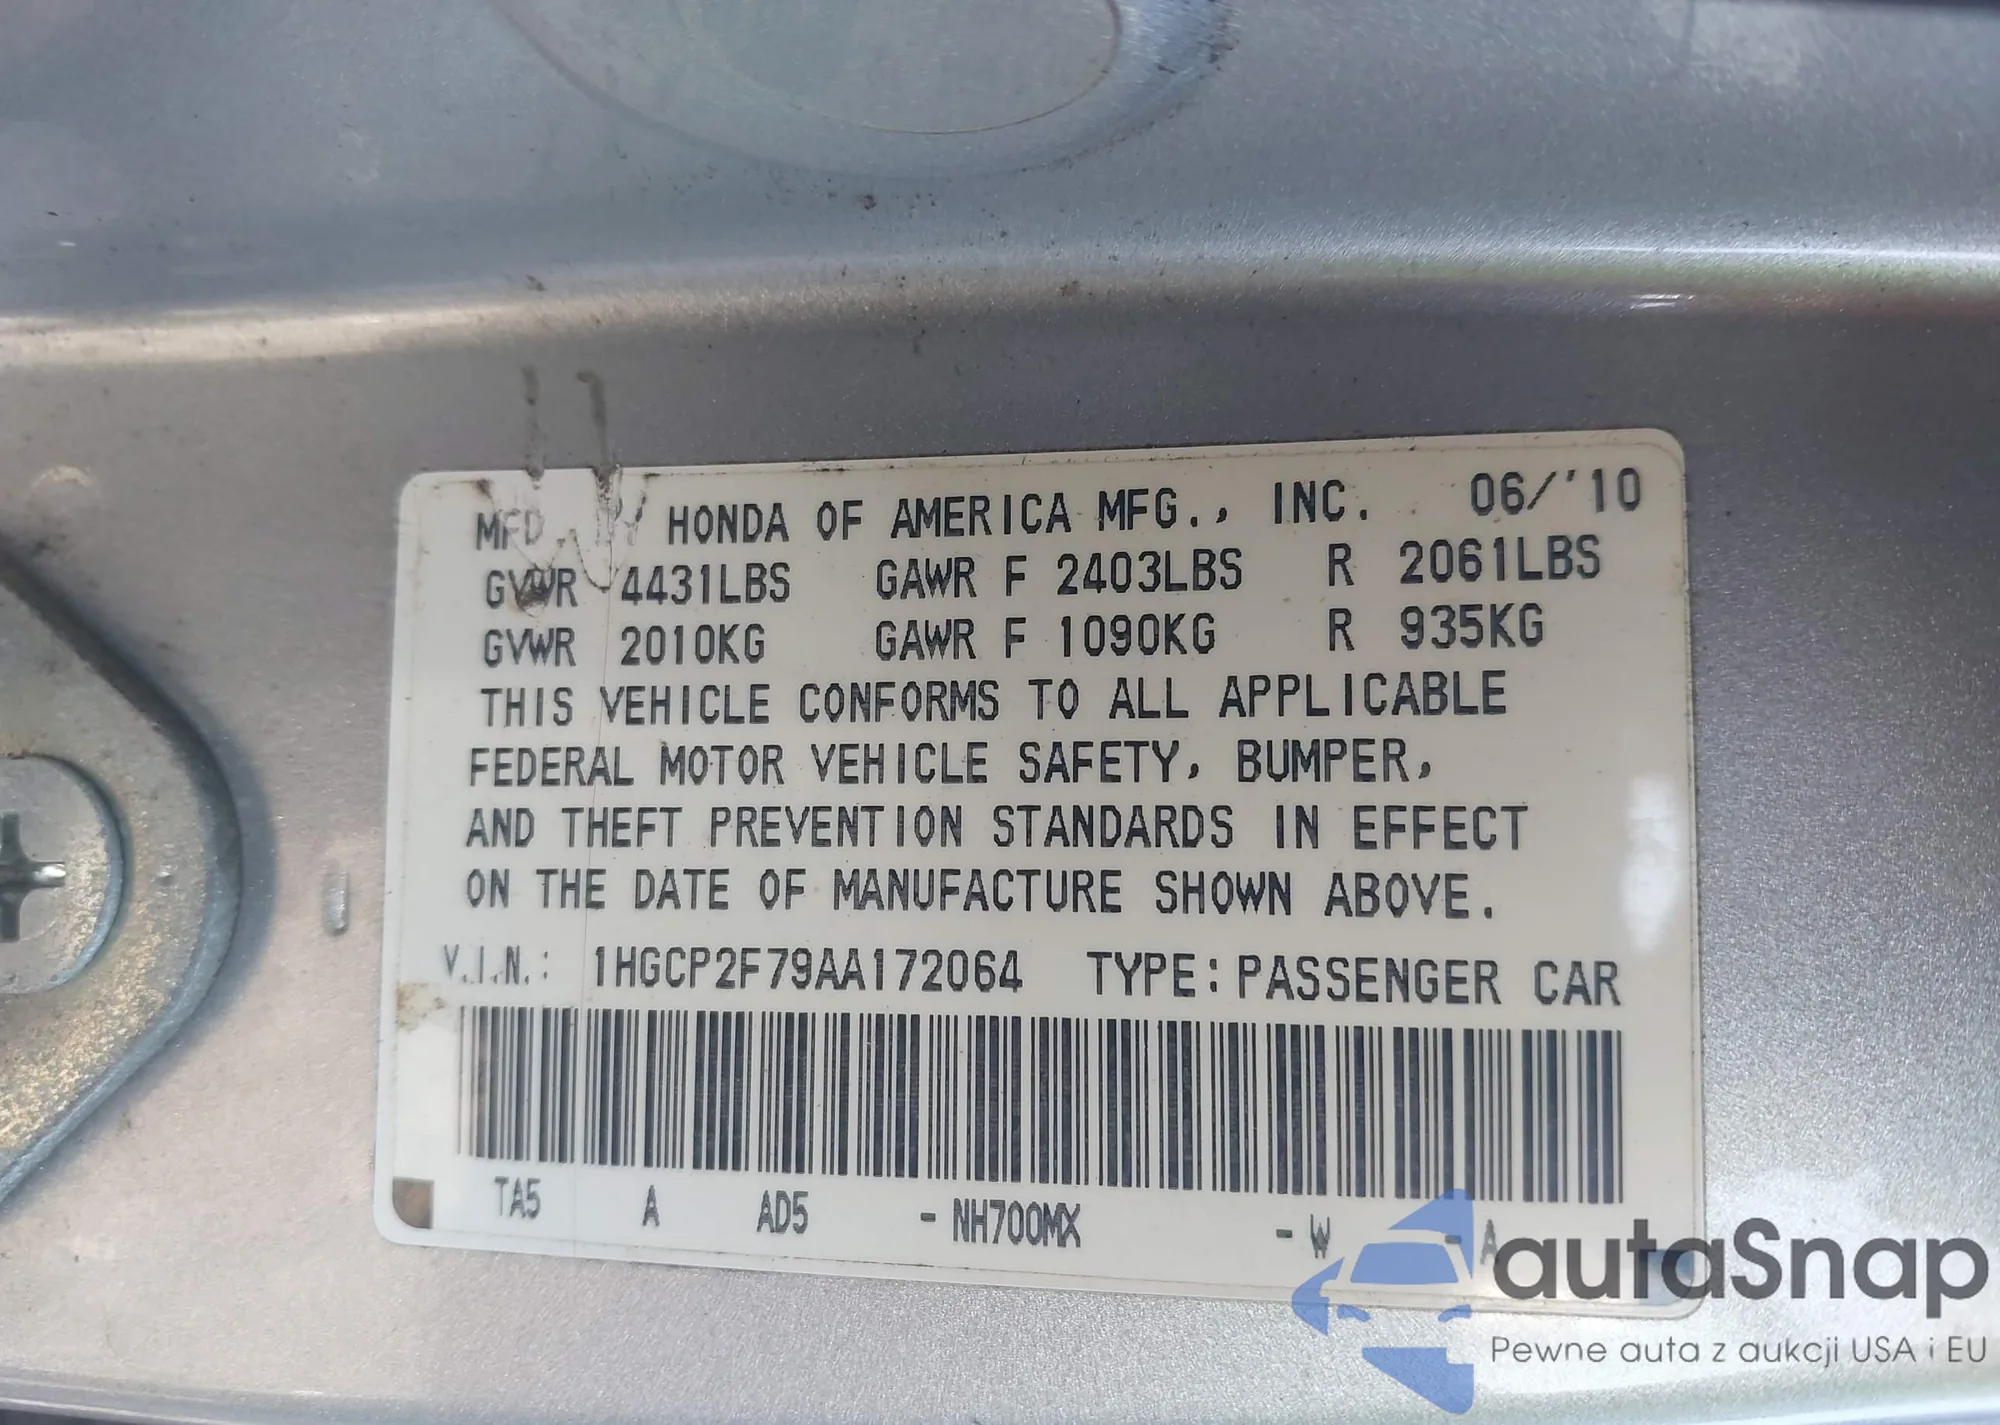 MFD. BY HONDA OF AMERICA MFG., INC. 06/'10
GVWR 4431LBS GAWR F 2403LBS R 2061LBS
GVWR 2010KG GAWR F 1090KG R 935KG
THIS VEHICLE CONFORMS TO ALL APPLICABLE
FEDERAL MOTOR VEHICLE SAFETY, BUMPER,
AND THEFT PREVENTION STANDARDS IN EFFECT
ON THE DATE OF MANUFACTURE SHOWN ABOVE.
V.I.N.: 1HGCP2F79AA172064 TYPE:PASSENGER CAR
TA5 A AD5 -NH700MX -W -A
autaSnap
Pewne auta z aukcji USA i EU